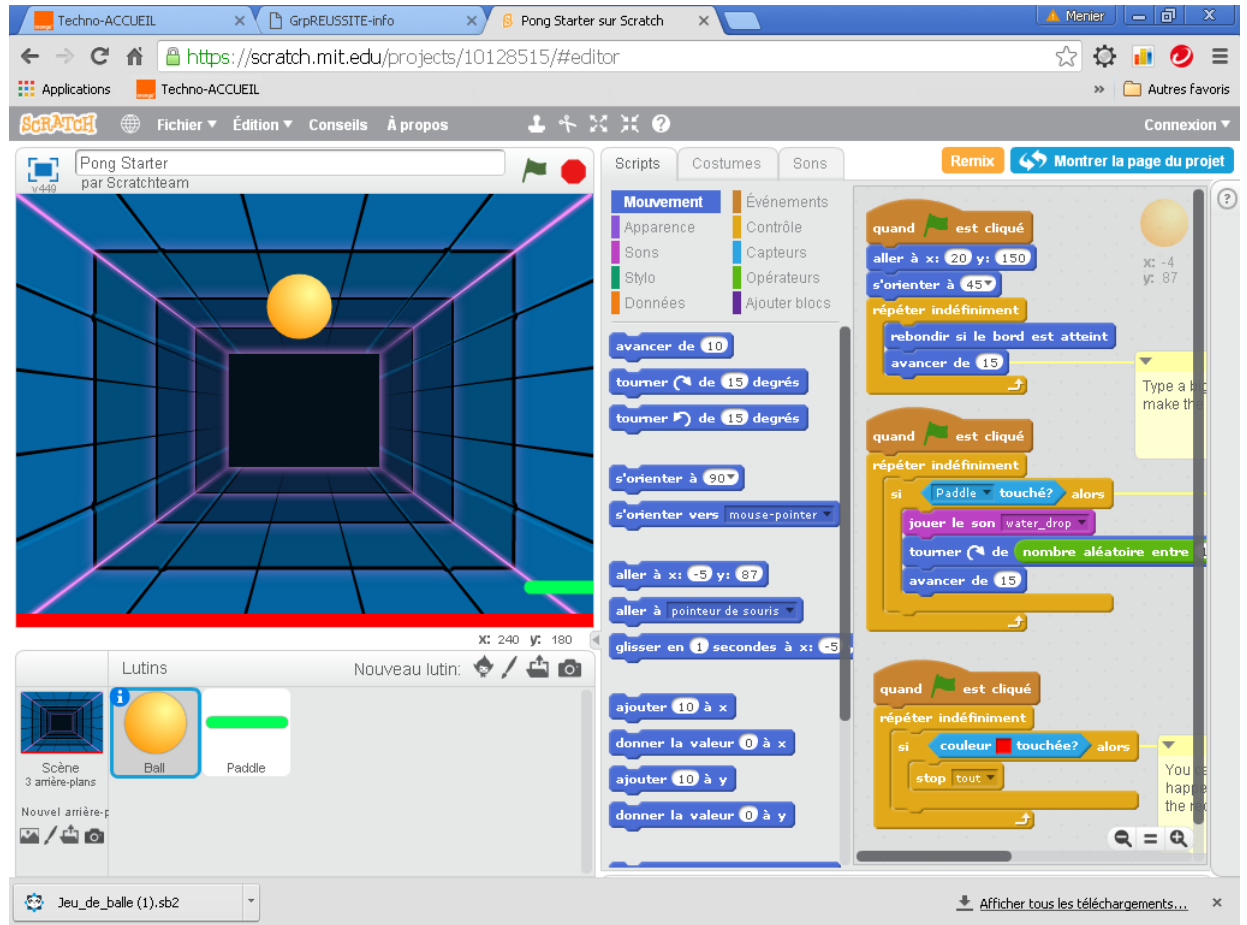 Techno-ACCUEIL
GrpREUSSITE-info
Pong Starter sur Scratch
Menier
https://scratch.mit.edu/projects/10128515/#editor
Applications
Techno-ACCUEIL
Autres favoris
SCRATCH
Fichier
Édition
Conseils
À propos
Connexion
v449
Pong Starter
par Scratchteam
Scripts
Costumes
Sons
Remix
Montrer la page du projet
Mouvement
Événements
Apparence
Contrôle
Sons
Capteurs
Stylo
Opérateurs
Données
Ajouter blocs
avancer de 10
tourner de 15 degrés
tourner de 15 degrés
s'orienter à 90
s'orienter vers mouse-pointer
aller à x: -5 y: 87
aller à pointeur de souris
glisser en 1 secondes à x: -5
ajouter 10 à x
donner la valeur 0 à x
ajouter 10 à y
donner la valeur 0 à y
quand est cliqué
aller à x: 20 y: 150
s'orienter à 45
répéter indéfiniment
rebondir si le bord est atteint
avancer de 15
x: -4
y: 87
Type a big
make tha
quand est cliqué
répéter indéfiniment
si Paddle touché? alors
jouer le son water_drop
tourner de nombre aléatoire entre
avancer de 15
quand est cliqué
répéter indéfiniment
si couleur touchée? alors
stop tout
You
happe
the
x: 240 y: 180
Lutins
Nouveau lutin:
Scène
3 arrière-plans
Ball
Paddle
Nouvel arrière-p
Jeu_de_balle (1).sb2
Afficher tous les téléchargements...